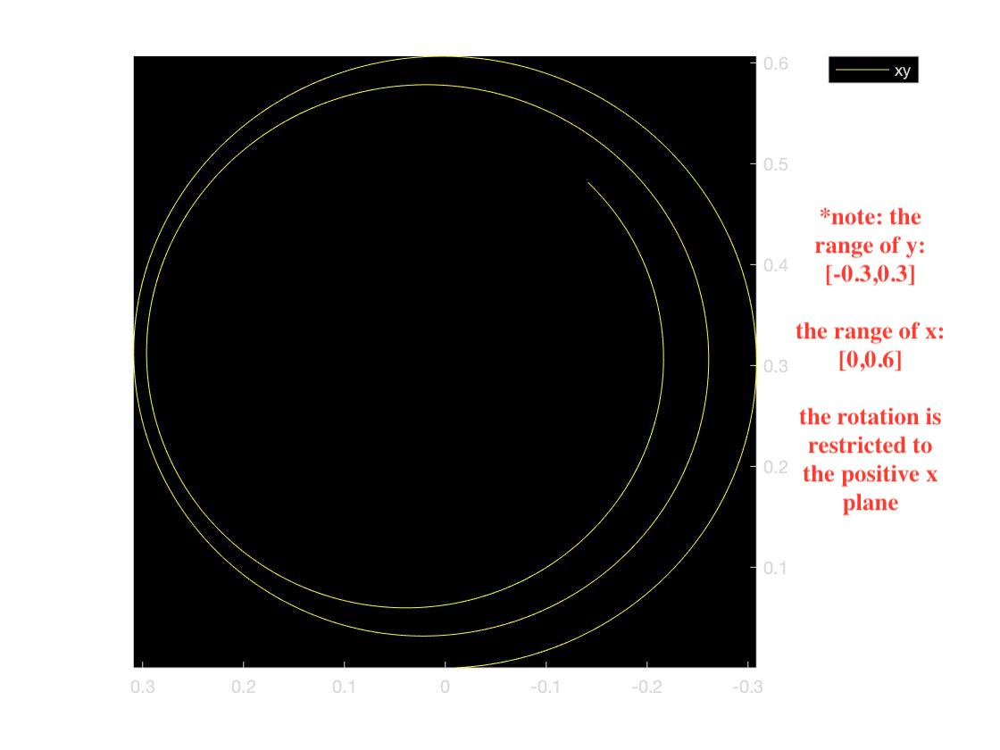 0.6
xy
0.5
*note: the
range of y:
[-0.3,0.3]
0.4
the range of x:
[0,0.6]
0.3
the rotation is
restricted to
the positive x
plane
0.2
0.1
0.3 0.2 0.1 0 -0.1 -0.2 -0.3